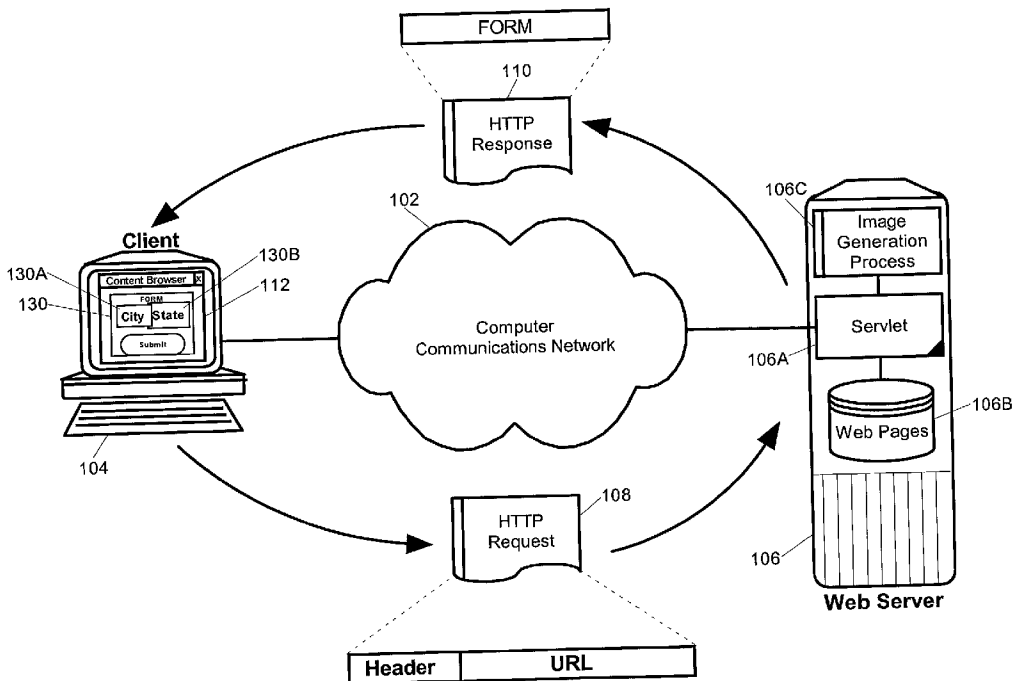 FORM
110
HTTP
Response
102
106C
Image
Generation
Process
Client
130A
130B
Content Browser X
112
FORM
130
City State
Submit
Computer
Communications Network
Servlet
106A
106B
Web Pages
104
108
HTTP
Request
106
Web Server
Header URL